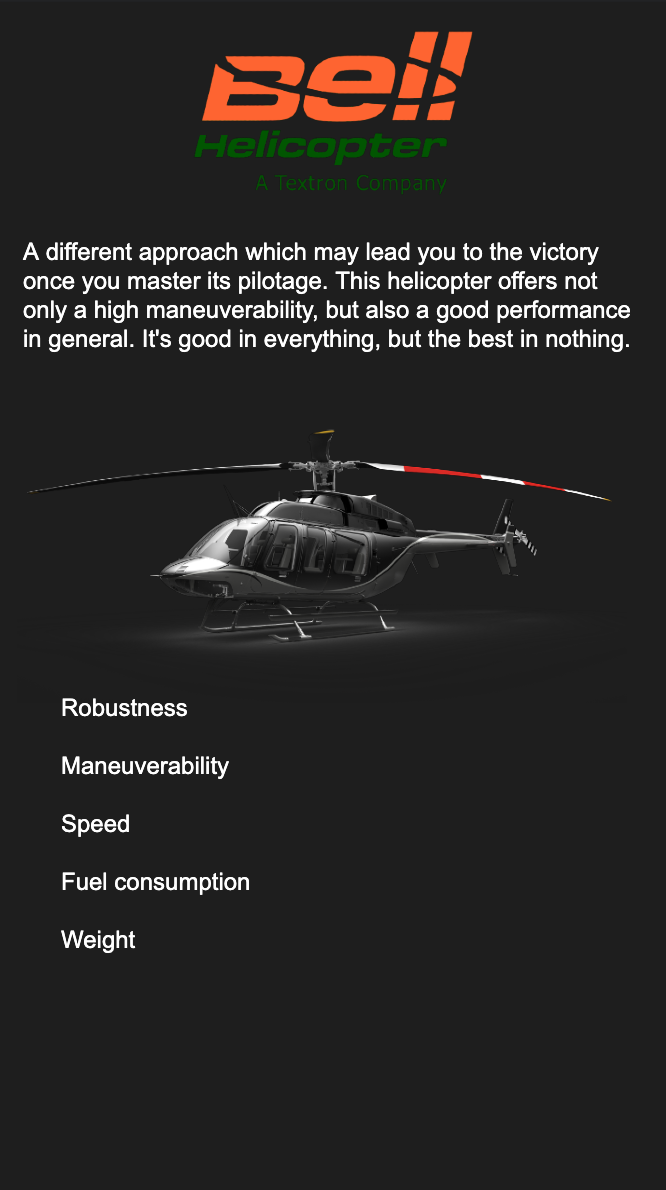 Bell
Helicopter
A Textron Company
A different approach which may lead you to the victory
once you master its pilotage. This helicopter offers not
only a high maneuverability, but also a good performance
in general. It's good in everything, but the best in nothing.
Robustness
Maneuverability
Speed
Fuel consumption
Weight